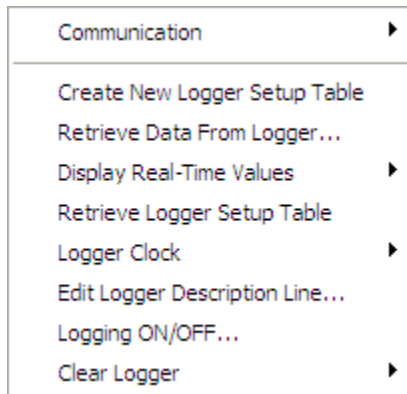 Communication
Create New Logger Setup Table
Retrieve Data From Logger...
Display Real-Time Values
Retrieve Logger Setup Table
Logger Clock
Edit Logger Description Line...
Logging ON/OFF...
Clear Logger